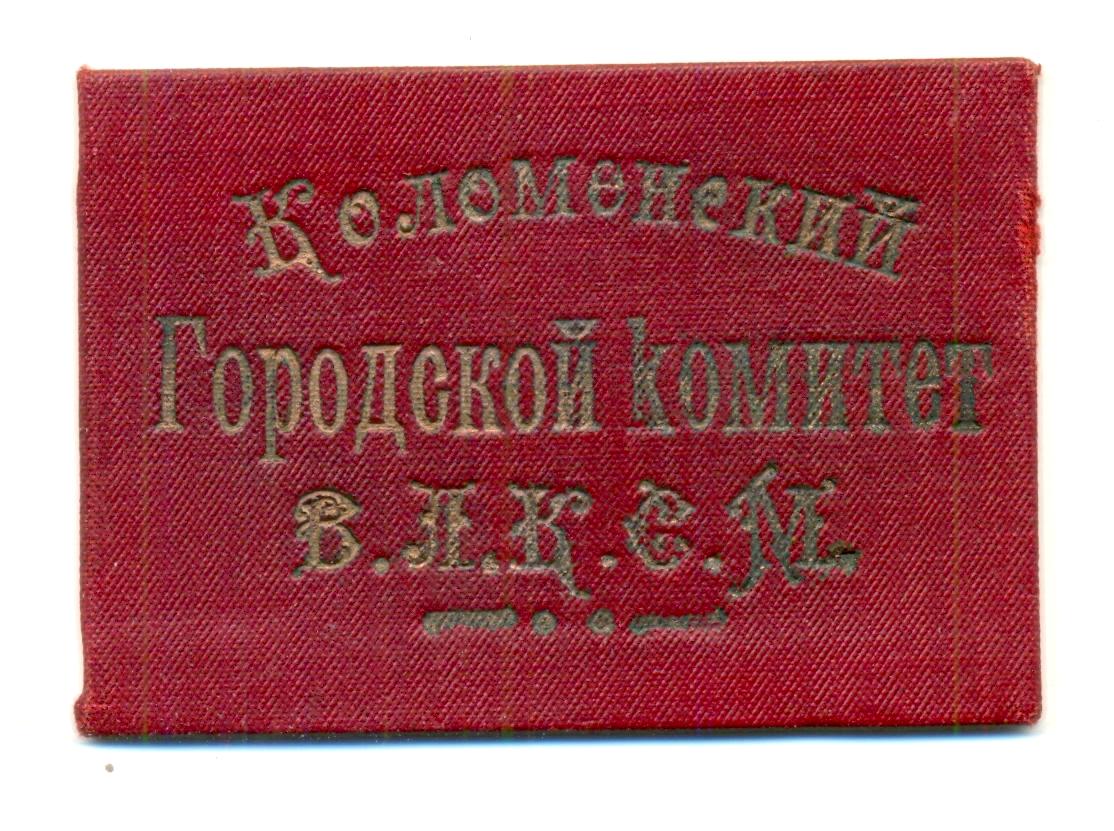 Коломенский
Городской комитет
В.Л.К.С.М.